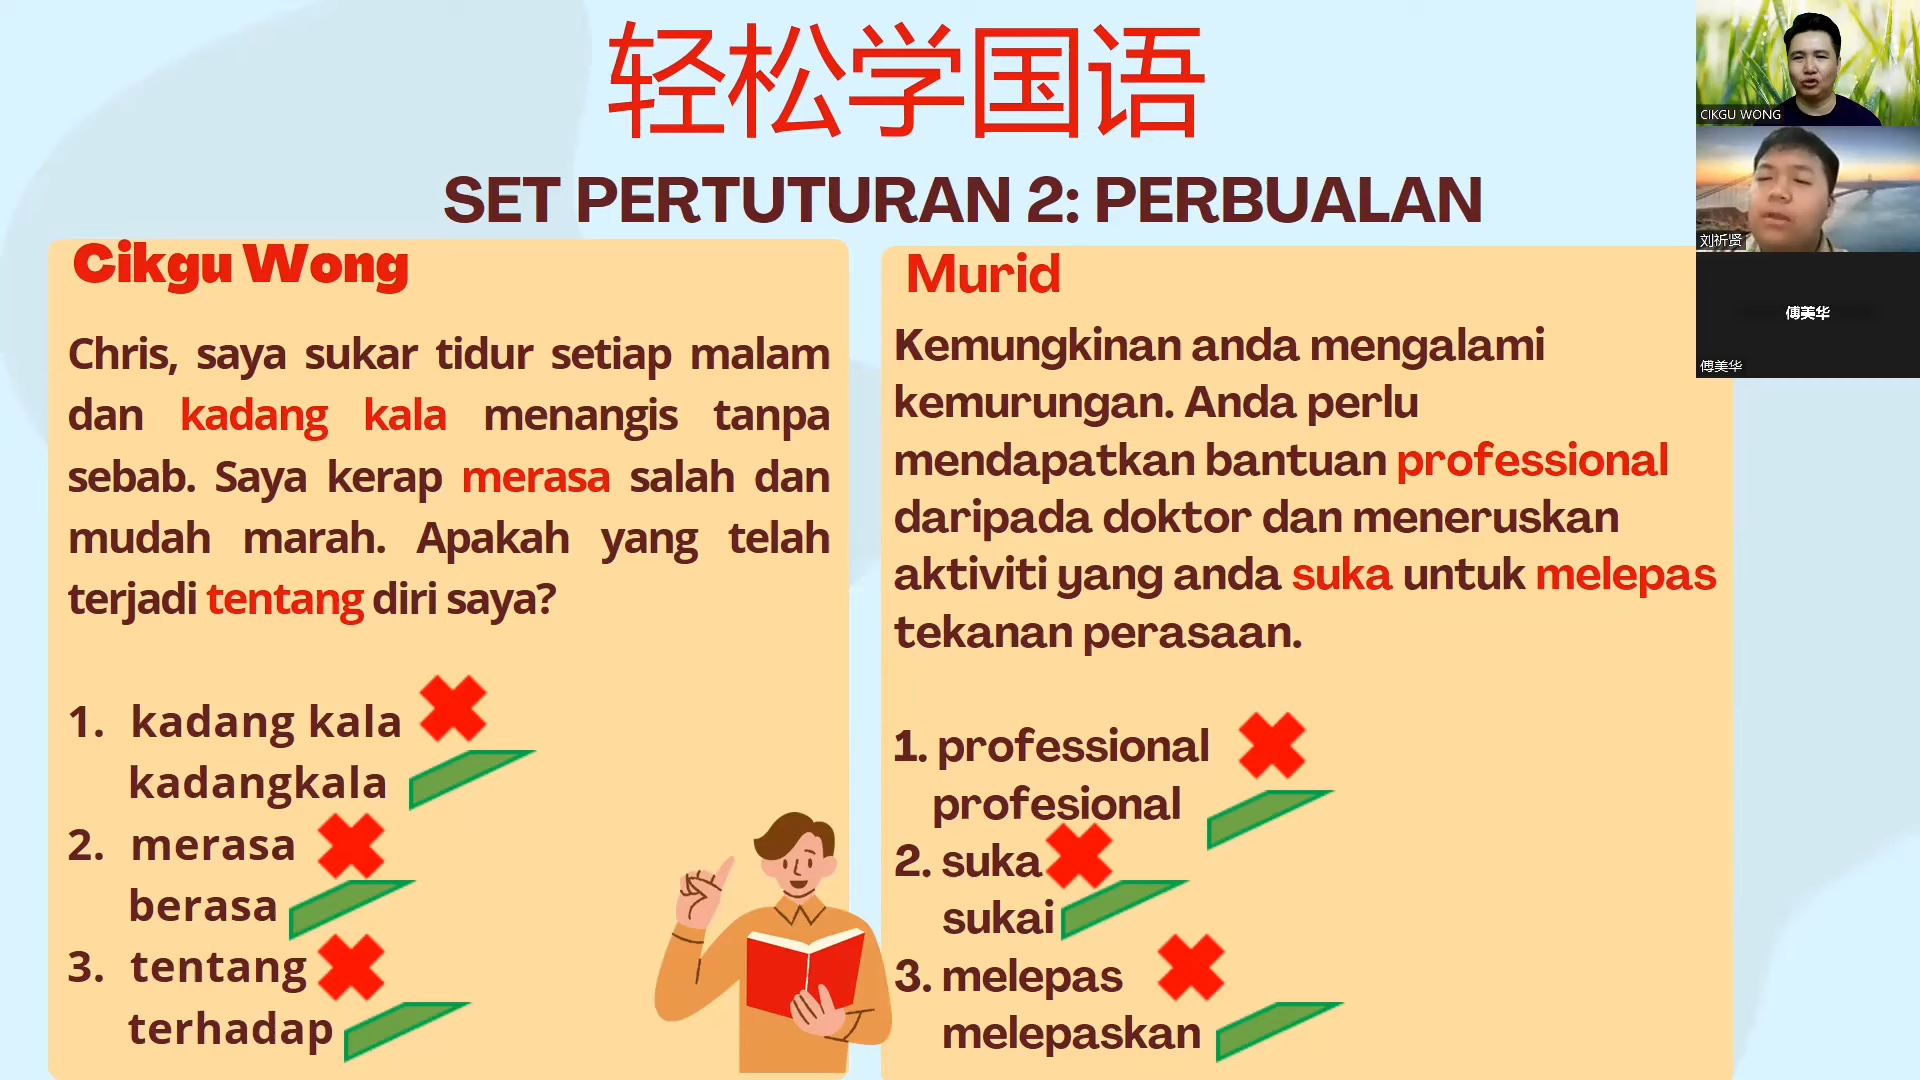 轻松学国语
SET PERTUTURAN 2: PERBUALAN
Cikgu Wong
Chris, saya sukar tidur setiap malam
dan kadang kala menangis tanpa
sebab. Saya kerap merasa salah dan
mudah marah. Apakah yang telah
terjadi tentang diri saya?
1. kadang kala
kadangkala
2. merasa
berasa
3. tentang
terhadap
Murid
Kemungkinan anda mengalami
kemurungan. Anda perlu
mendapatkan bantuan professional
daripada doktor dan meneruskan
aktiviti yang anda suka untuk melepas
tekanan perasaan.
1. professional
profesional
2. suka
sukai
3. melepas
melepaskan
CIKGU WONG
刘祈贤
傅美华
傅美华